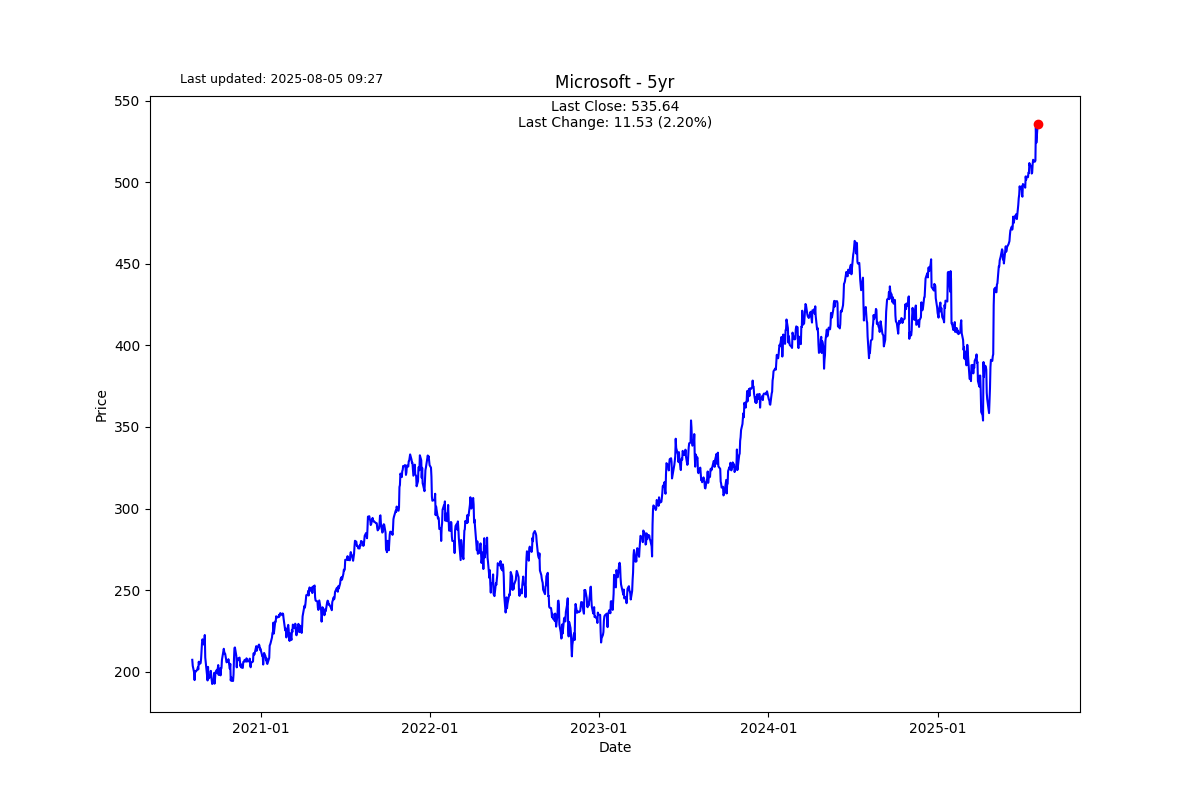 Last updated: 2025-08-05 09:27
Microsoft - 5yr
Last Close: 535.64
Last Change: 11.53 (2.20%)
550
500
450
400
350
300
250
200
Price
2021-01
2022-01
2023-01
2024-01
2025-01
Date